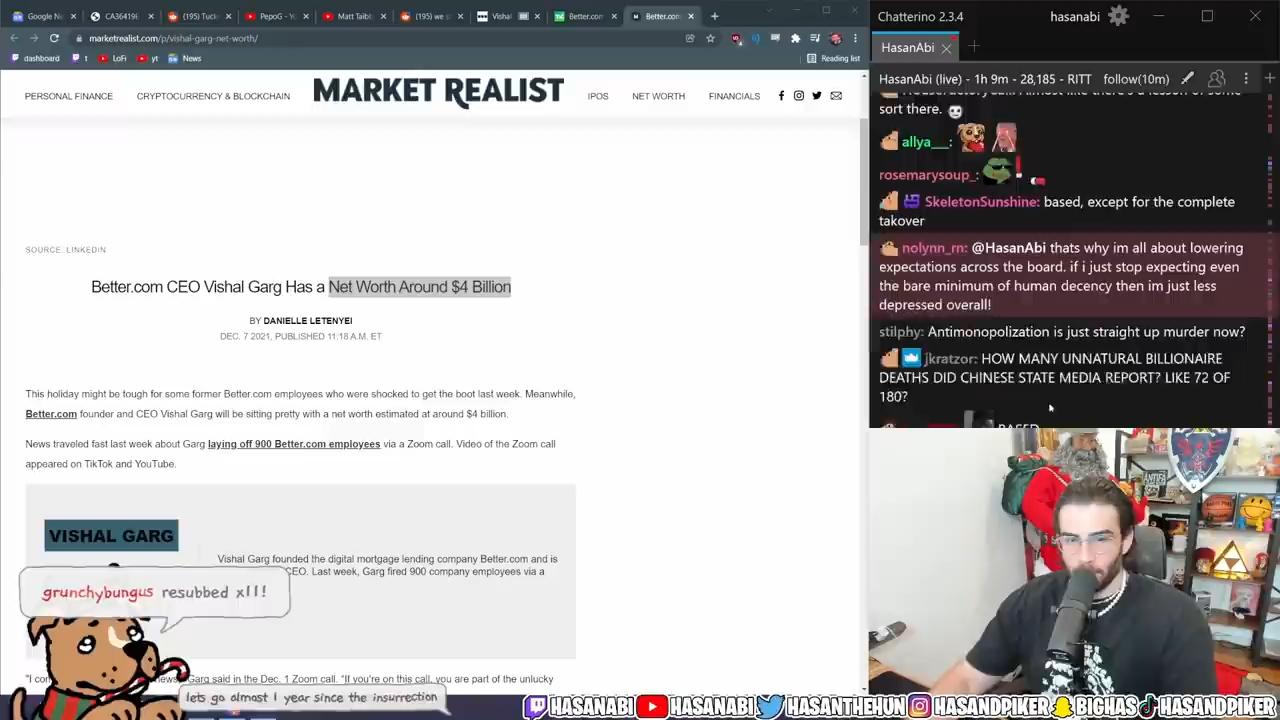 Google Ne
CA36419
(195) Tuck
PepoG - Y
Matt Taibb
(195) we s
Vishal
Better.com
Better.com
marketrealist.com/p/vishal-garg-net-worth/
dashboard
t
LoFi
yt
News
Reading list
PERSONAL FINANCE
CRYPTOCURRENCY & BLOCKCHAIN
MARKET REALIST
IPOS
NET WORTH
FINANCIALS
SOURCE: LINKEDIN
Better.com CEO Vishal Garg Has a Net Worth Around $4 Billion
BY DANIELLE LETENYEI
DEC. 7 2021, PUBLISHED 11:18 A.M. ET
This holiday might be tough for some former Better.com employees who were shocked to get the boot last week. Meanwhile,
Better.com founder and CEO Vishal Garg will be sitting pretty with a net worth estimated at around $4 billion.
News traveled fast last week about Garg laying off 900 Better.com employees via a Zoom call. Video of the Zoom call
appeared on TikTok and YouTube.
VISHAL GARG
Vishal Garg founded the digital mortgage lending company Better.com and is
CEO. Last week, Garg fired 900 company employees via a
grunchybungus resubbed x11!
Garg said in the Dec. 1 Zoom call. "If you're on this call, you are part of the unlucky
lets go almost 1 year since the insurrection
Chatterino 2.3.4
hasanabi
HasanAbi
HasanAbi (live) - 1h 9m - 28,185 - RITT
follow(10m)
sort there.
allya___:
rosemarysoup_:
SkeletonSunshine: based, except for the complete
takover
nolynn_rn: @HasanAbi thats why im all about lowering
expectations across the board. if i just stop expecting even
the bare minimum of human decency then im just less
depressed overall!
stilphy: Antimonopolization is just straight up murder now?
jkratzor: HOW MANY UNNATURAL BILLIONAIRE
DEATHS DID CHINESE STATE MEDIA REPORT? LIKE 72 OF
180?
BASED
HASANABI
HASANABI
HASANTHEHUN
HASANDPIKER
BIGHAS
HASANDPIKER